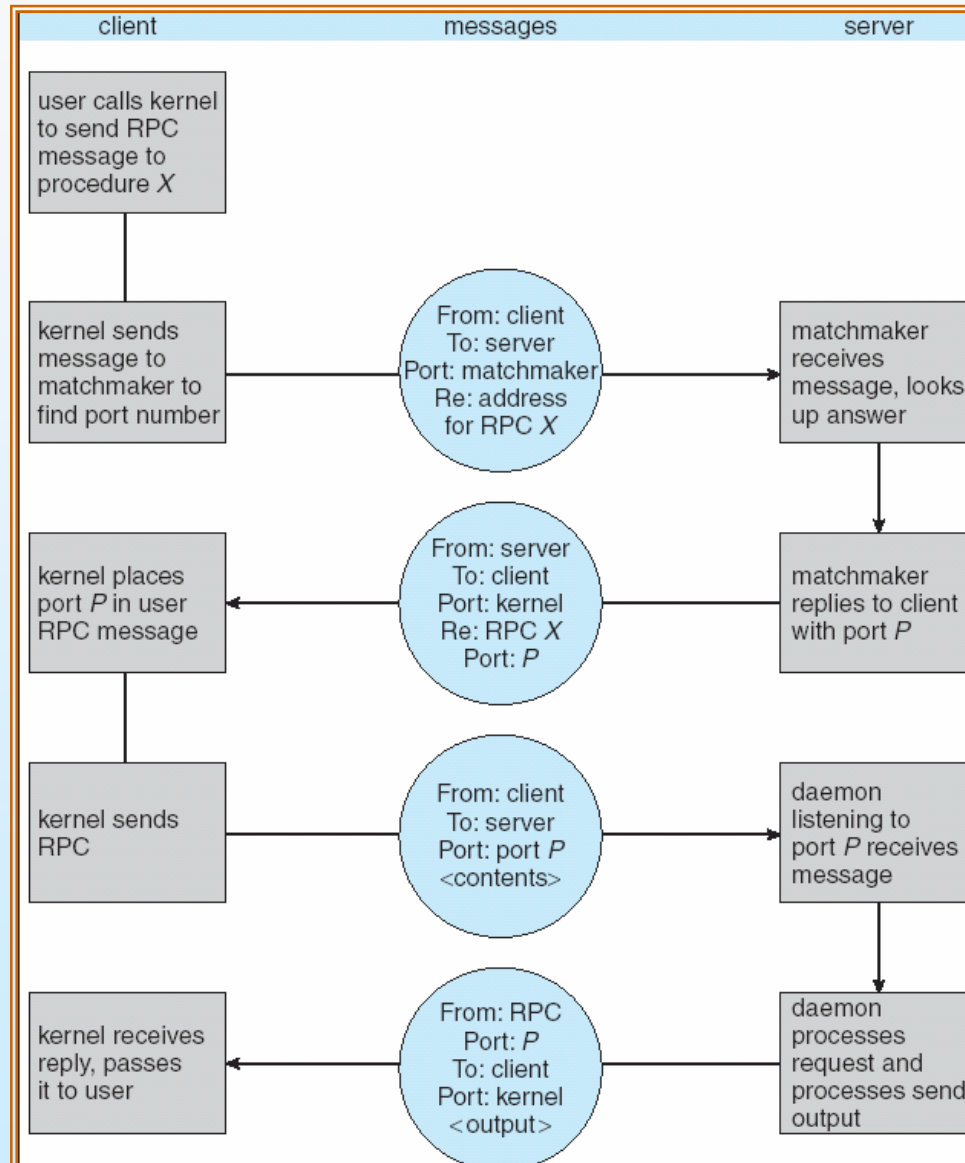 client
messages
server
user calls kernel
to send RPC
message to
procedure X
kernel sends
message to
matchmaker to
find port number
From: client
To: server
Port: matchmaker
Re: address
for RPC X
matchmaker
receives
message, looks
up answer
kernel places
port P in user
RPC message
From: server
To: client
Port: kernel
Re: RPC X
Port: P
matchmaker
replies to client
with port P
kernel sends
RPC
From: client
To: server
Port: port P
<contents>
daemon
listening to
port P receives
message
kernel receives
reply, passes
it to user
From: RPC
Port: P
To: client
Port: kernel
<output>
daemon
processes
request and
processes send
output